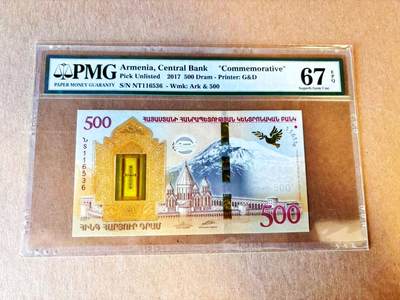 PMG
PAPER MONEY GUARANTY
Armenia, Central Bank "Commemorative"
Pick Unlisted 2017 500 Dram - Printer: G&D
S/N NT116536 - Wmk: Ark & 500
67 EPQ
Superb Gem Unc
500
ՀԱՅԱՍՏԱՆԻ ՀԱՆՐԱՊԵՏՈՒԹՅԱՆ ԿԵՆՏՐՈՆԱԿԱՆ ԲԱՆԿ
ՆՏ116536
500
500
ՀԻՆԳ ՀԱՐՅՈՒՐ ԴՐԱՄ